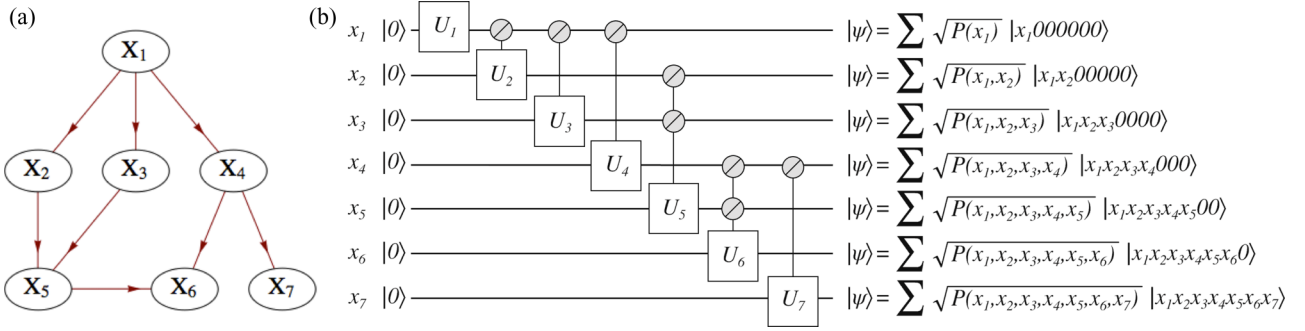 (a)
X1
X2 X3 X4
X5 X6 X7
(b)
x1 |0⟩ U1 |ψ⟩ = ∑ √P(x1) |x1000000⟩
x2 |0⟩ U2 |ψ⟩ = ∑ √P(x1,x2) |x1x200000⟩
x3 |0⟩ U3 |ψ⟩ = ∑ √P(x1,x2,x3) |x1x2x30000⟩
x4 |0⟩ U4 |ψ⟩ = ∑ √P(x1,x2,x3,x4) |x1x2x3x4000⟩
x5 |0⟩ U5 |ψ⟩ = ∑ √P(x1,x2,x3,x4,x5) |x1x2x3x4x500⟩
x6 |0⟩ U6 |ψ⟩ = ∑ √P(x1,x2,x3,x4,x5,x6) |x1x2x3x4x5x60⟩
x7 |0⟩ U7 |ψ⟩ = ∑ √P(x1,x2,x3,x4,x5,x6,x7) |x1x2x3x4x5x6x7⟩